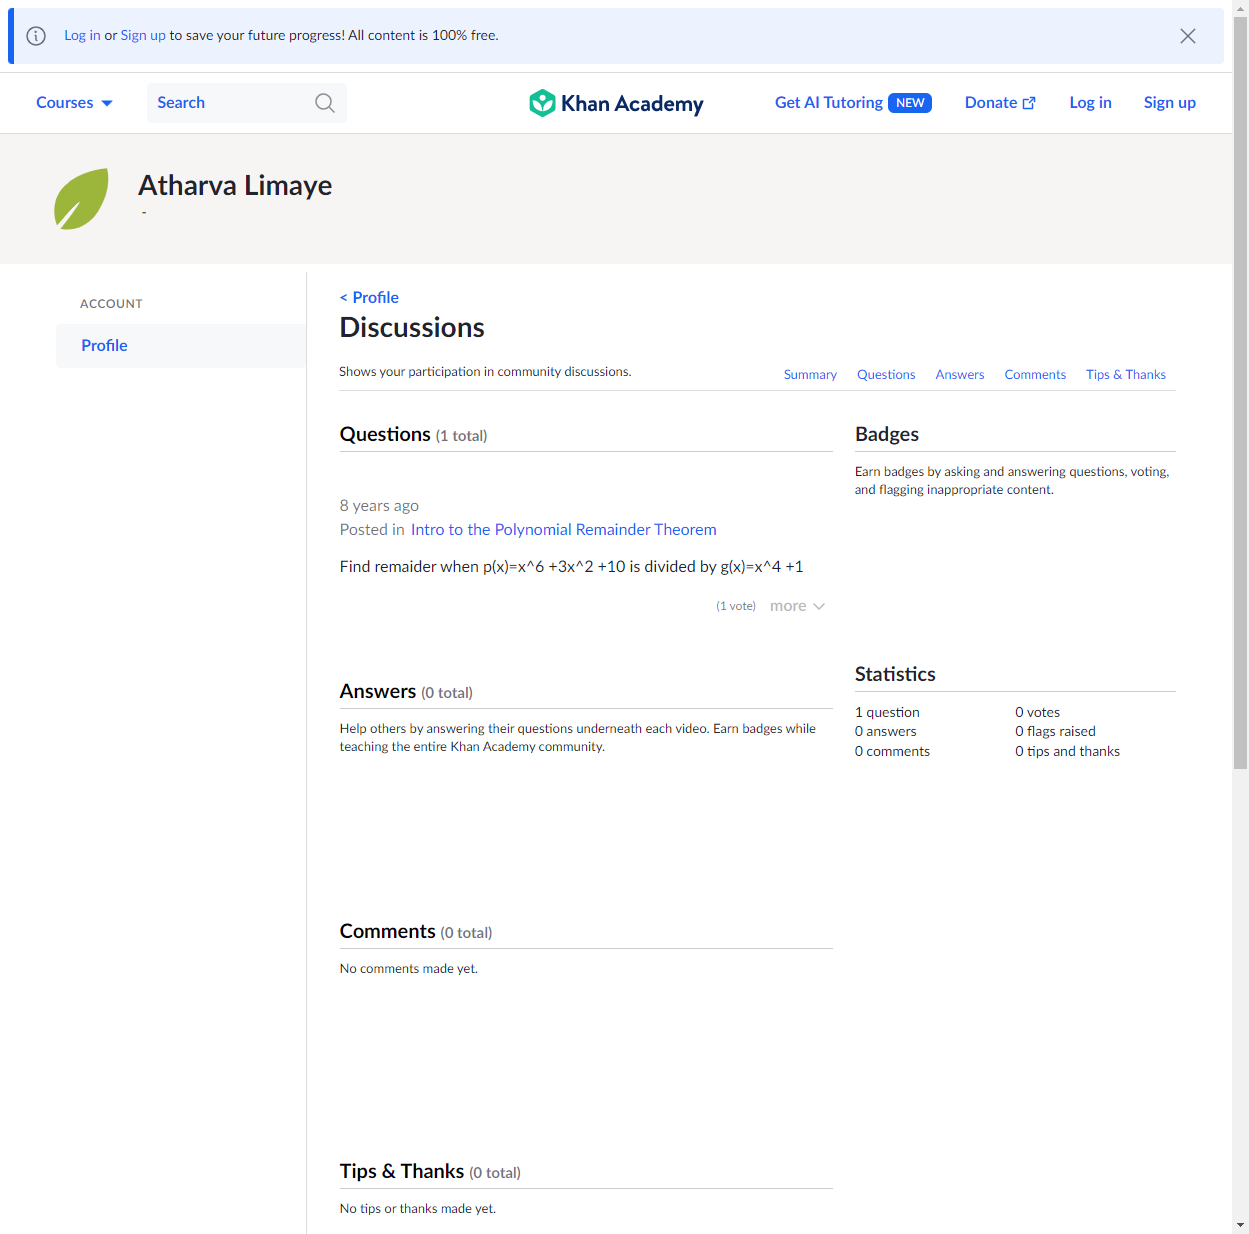 Log in or Sign up to save your future progress! All content is 100% free.
Courses Search Khan Academy Get AI Tutoring NEW Donate Log in Sign up
Atharva Limaye
-
ACCOUNT
Profile
< Profile
Discussions
Shows your participation in community discussions.
Summary Questions Answers Comments Tips & Thanks
Questions (1 total)
8 years ago
Posted in Intro to the Polynomial Remainder Theorem
Find remaider when p(x)=x^6 +3x^2 +10 is divided by g(x)=x^4 +1
(1 vote) more
Answers (0 total)
Help others by answering their questions underneath each video. Earn badges while
teaching the entire Khan Academy community.
Comments (0 total)
No comments made yet.
Tips & Thanks (0 total)
No tips or thanks made yet.
Badges
Earn badges by asking and answering questions, voting,
and flagging inappropriate content.
Statistics
1 question 0 votes
0 answers 0 flags raised
0 comments 0 tips and thanks